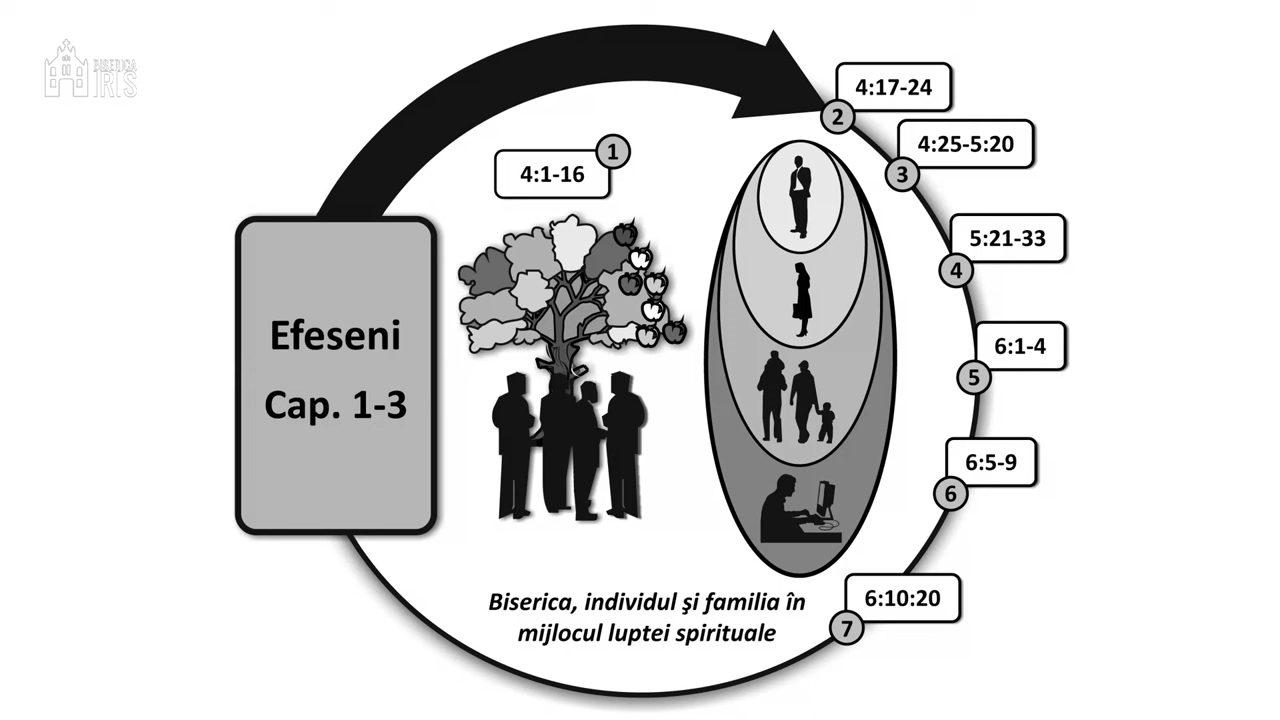 BISERICA
IRIS
4:17-24
2
4:25-5:20
3
1
4:1-16
5:21-33
4
Efeseni
Cap. 1-3
6:1-4
5
6:5-9
6
Biserica, individul şi familia în
mijlocul luptei spirituale
6:10:20
7